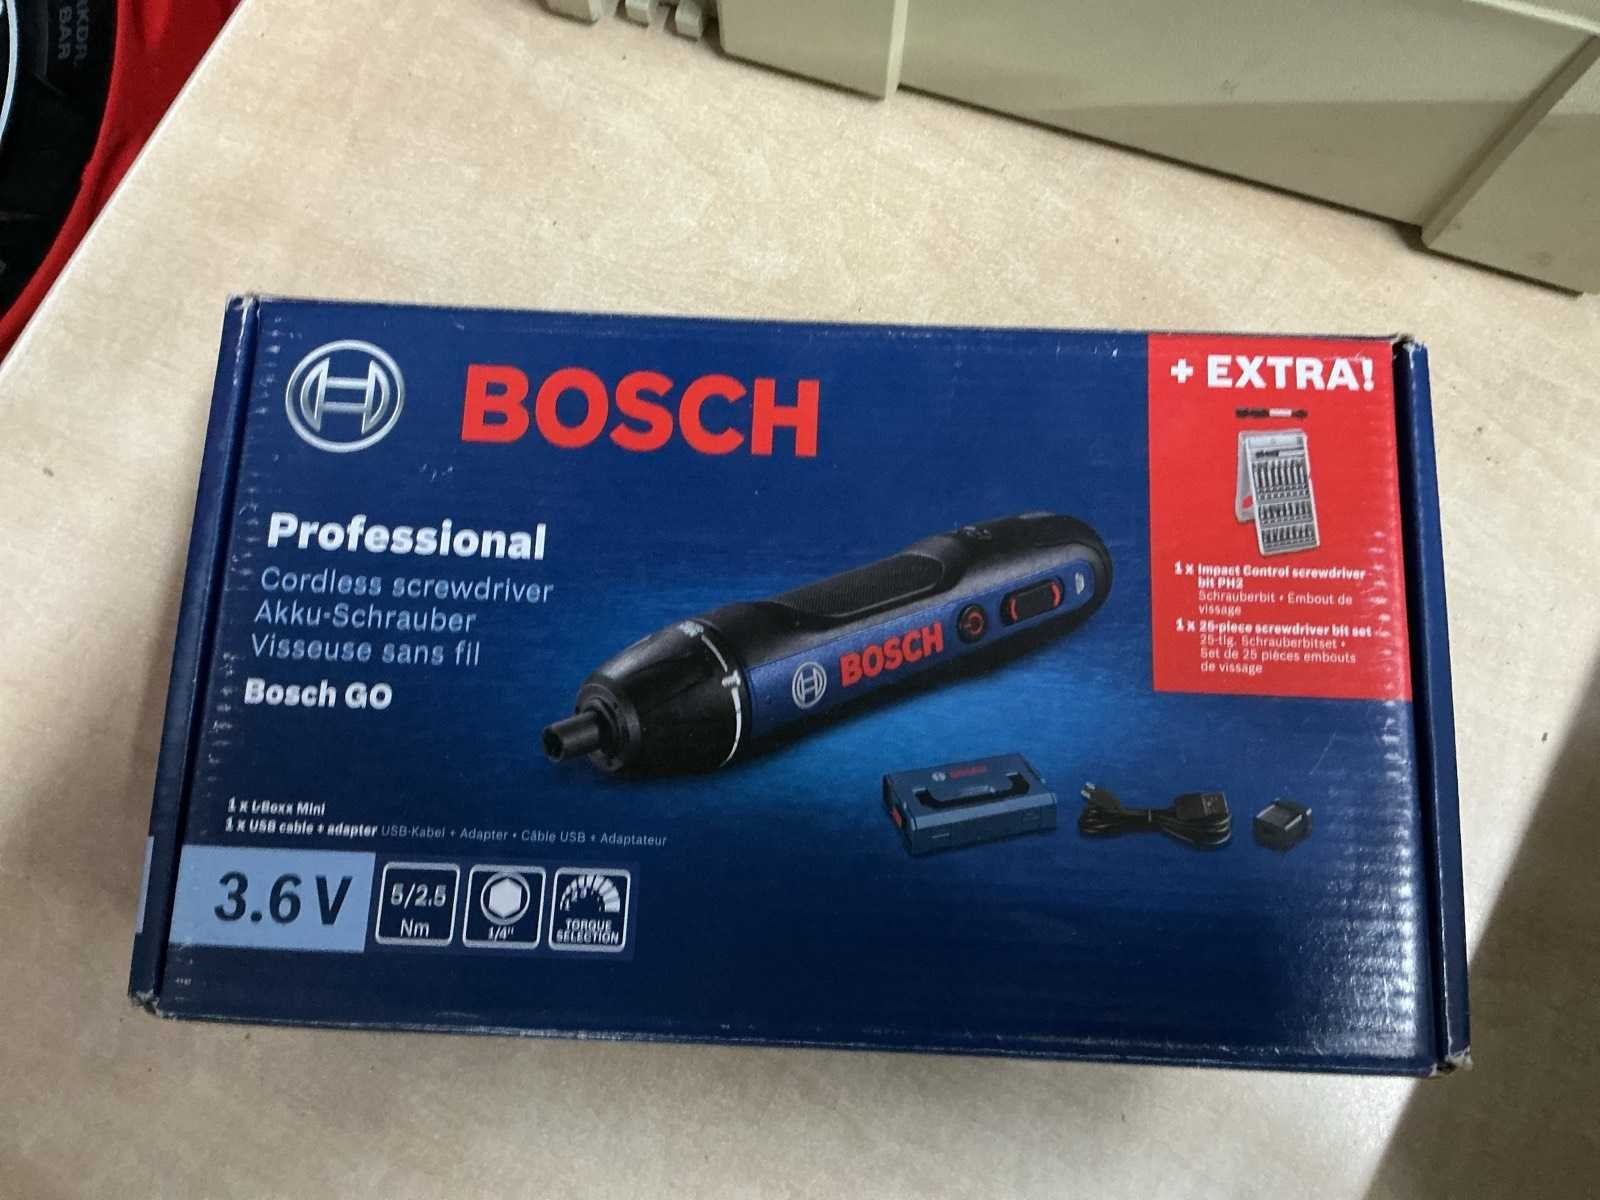 BAR
BOSCH
+ EXTRA!
Professional
Cordless screwdriver
Akku-Schrauber
Visseuse sans fil
Bosch GO
BOSCH
1 x Impact Control screwdriver
bit PH2
Schrauberbit • Embout de
vissage
1 x 25-piece screwdriver bit set •
25-tlg. Schrauberbitset •
Set de 25 pièces embouts
de vissage
BOSCH
1 x L-Boxx Mini
1 x USB cable + adapter USB-Kabel + Adapter • Câble USB + Adaptateur
3.6 V
5/2.5
Nm
1/4"
TORQUE
SELECTION